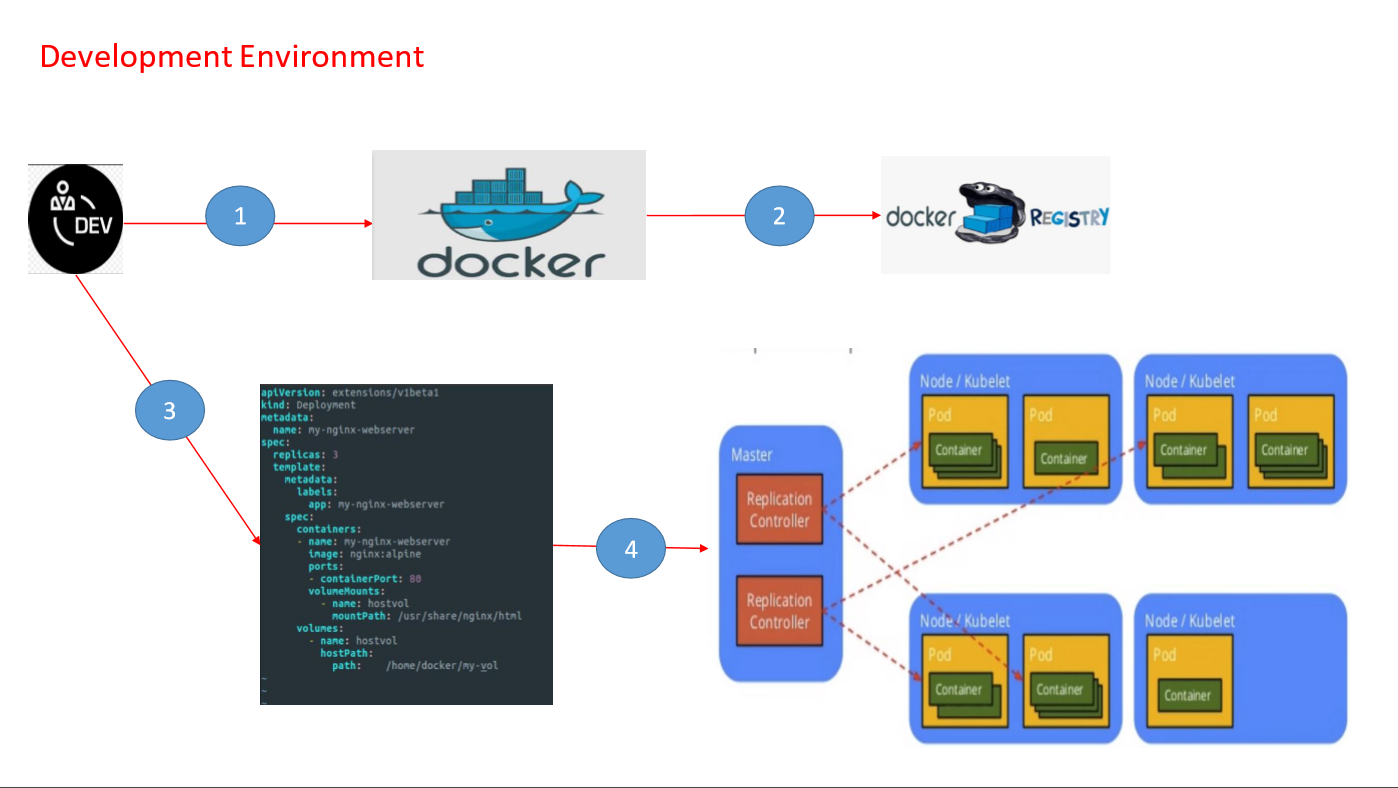 Development Environment
DEV
1
docker
2
docker REGISTRY
3
apiVersion: extensions/v1beta1
kind: Deployment
metadata:
  name: my-nginx-webserver
spec:
  replicas: 3
  template:
    metadata:
      labels:
        app: my-nginx-webserver
    spec:
      containers:
      - name: my-nginx-webserver
        image: nginx:alpine
        ports:
        - containerPort: 80
        volumeMounts:
          - name: hostvol
            mountPath: /usr/share/nginx/html
      volumes:
        - name: hostvol
          hostPath:
            path:    /home/docker/my-vol
~
~
~
4
Master
Replication
Controller
Replication
Controller
Node / Kubelet
Pod
Container
Pod
Container
Node / Kubelet
Pod
Container
Pod
Container
Node / Kubelet
Pod
Container
Pod
Container
Node / Kubelet
Pod
Container